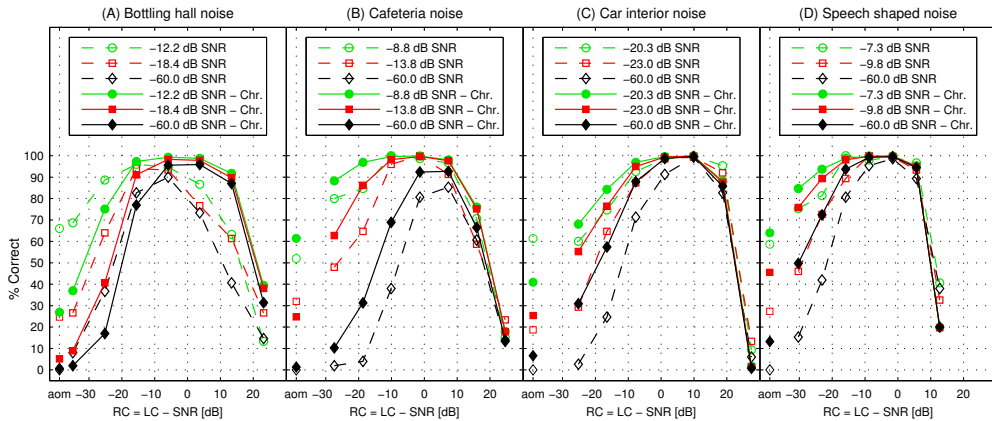 (A) Bottling hall noise
−12.2 dB SNR
−18.4 dB SNR
−60.0 dB SNR
−12.2 dB SNR − Chr.
−18.4 dB SNR − Chr.
−60.0 dB SNR − Chr.
% Correct
100
90
80
70
60
50
40
30
20
10
0
aom −30 −20 −10 0 10 20
RC = LC − SNR [dB]
(B) Cafeteria noise
−8.8 dB SNR
−13.8 dB SNR
−60.0 dB SNR
−8.8 dB SNR − Chr.
−13.8 dB SNR − Chr.
−60.0 dB SNR − Chr.
aom −30 −20 −10 0 10 20
RC = LC − SNR [dB]
(C) Car interior noise
−20.3 dB SNR
−23.0 dB SNR
−60.0 dB SNR
−20.3 dB SNR − Chr.
−23.0 dB SNR − Chr.
−60.0 dB SNR − Chr.
aom −30 −20 −10 0 10 20
RC = LC − SNR [dB]
(D) Speech shaped noise
−7.3 dB SNR
−9.8 dB SNR
−60.0 dB SNR
−7.3 dB SNR − Chr.
−9.8 dB SNR − Chr.
−60.0 dB SNR − Chr.
aom −30 −20 −10 0 10 20
RC = LC − SNR [dB]